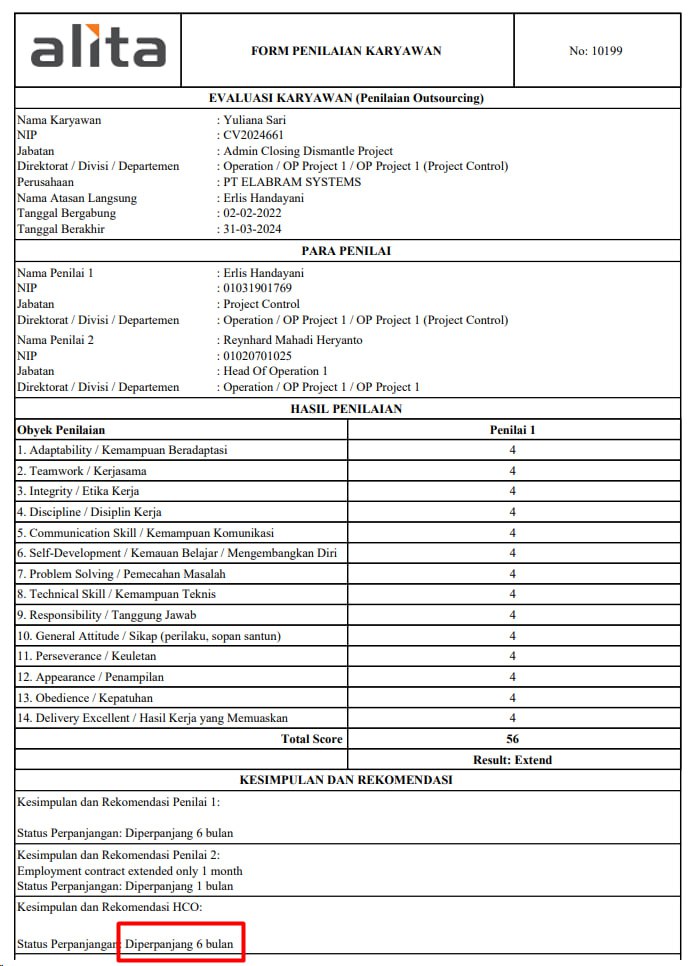 alita
FORM PENILAIAN KARYAWAN
No: 10199
EVALUASI KARYAWAN (Penilaian Outsourcing)
Nama Karyawan : Yuliana Sari
NIP : CV2024661
Jabatan : Admin Closing Dismantle Project
Direktorat / Divisi / Departemen : Operation / OP Project 1 / OP Project 1 (Project Control)
Perusahaan : PT ELABRAM SYSTEMS
Nama Atasan Langsung : Erlis Handayani
Tanggal Bergabung : 02-02-2022
Tanggal Berakhir : 31-03-2024
PARA PENILAI
Nama Penilai 1 : Erlis Handayani
NIP : 01031901769
Jabatan : Project Control
Direktorat / Divisi / Departemen : Operation / OP Project 1 / OP Project 1 (Project Control)
Nama Penilai 2 : Reynhard Mahadi Heryanto
NIP : 01020701025
Jabatan : Head Of Operation 1
Direktorat / Divisi / Departemen : Operation / OP Project 1 / OP Project 1
HASIL PENILAIAN
Obyek Penilaian Penilai 1
1. Adaptability / Kemampuan Beradaptasi 4
2. Teamwork / Kerjasama 4
3. Integrity / Etika Kerja 4
4. Discipline / Disiplin Kerja 4
5. Communication Skill / Kemampuan Komunikasi 4
6. Self-Development / Kemauan Belajar / Mengembangkan Diri 4
7. Problem Solving / Pemecahan Masalah 4
8. Technical Skill / Kemampuan Teknis 4
9. Responsibility / Tanggung Jawab 4
10. General Attitude / Sikap (perilaku, sopan santun) 4
11. Perseverance / Keuletan 4
12. Appearance / Penampilan 4
13. Obedience / Kepatuhan 4
14. Delivery Excellent / Hasil Kerja yang Memuaskan 4
Total Score 56
Result: Extend
KESIMPULAN DAN REKOMENDASI
Kesimpulan dan Rekomendasi Penilai 1:
Status Perpanjangan: Diperpanjang 6 bulan
Kesimpulan dan Rekomendasi Penilai 2:
Employment contract extended only 1 month
Status Perpanjangan: Diperpanjang 1 bulan
Kesimpulan dan Rekomendasi HCO:
Status Perpanjangan: Diperpanjang 6 bulan